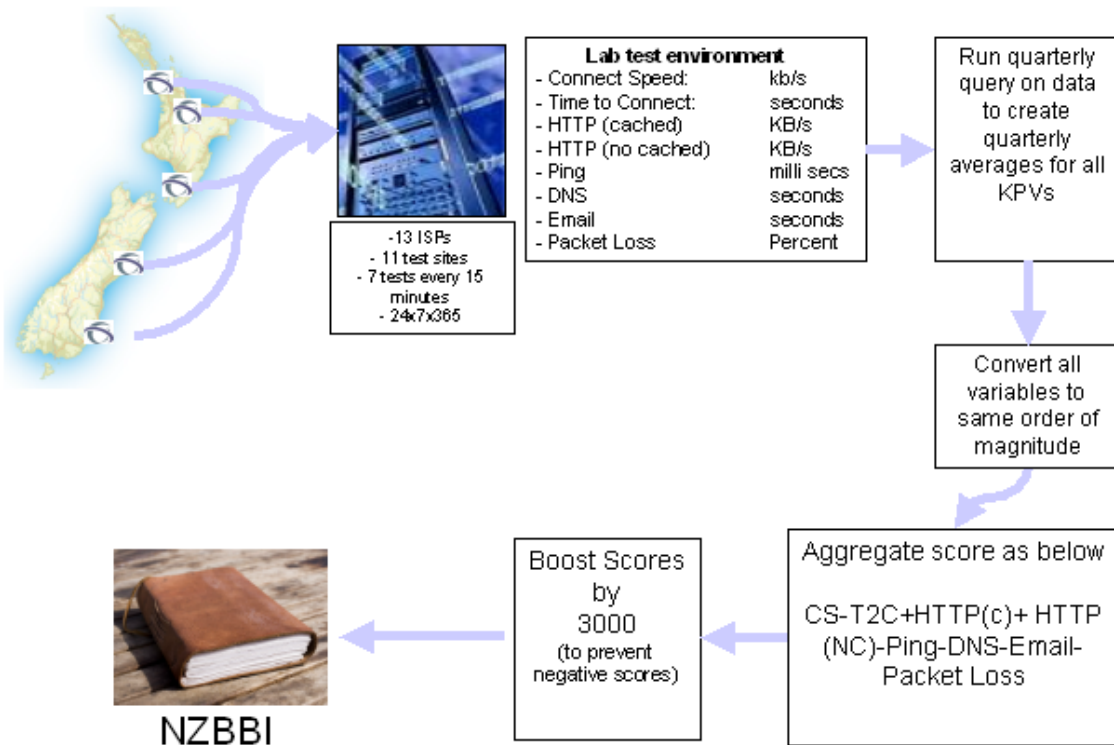 Lab test environment
- Connect Speed: kb/s
- Time to Connect: seconds
- HTTP (cached) KB/s
- HTTP (no cached) KB/s
- Ping milli secs
- DNS seconds
- Email seconds
- Packet Loss Percent
-13 ISPs
- 11 test sites
- 7 tests every 15
minutes
- 24x7x365
Run quarterly
query on data
to create
quarterly
averages for all
KPVs
Convert all
variables to
same order of
magnitude
Aggregate score as below
CS-T2C+HTTP(c)+ HTTP
(NC)-Ping-DNS-Email-
Packet Loss
Boost Scores
by
3000
(to prevent
negative scores)
NZBBI